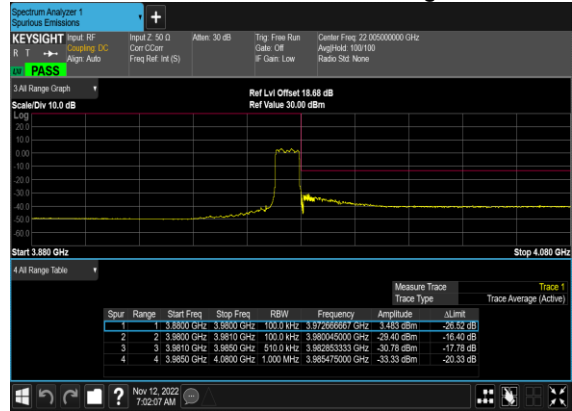 Spectrum Analyzer 1
Spurious Emissions
KEYSIGHT Input: RF Input Z: 50 Ω Atten: 30 dB Trig: Free Run Center Freq: 22.005000000 GHz
R T Coupling: DC Corr CCorr Gate: Off Avg|Hold: 100/100
Align: Auto Freq Ref: Int (S) IF Gain: Low Radio Std: None
PASS
3 All Range Graph
Ref Lvl Offset 18.68 dB
Scale/Div 10.0 dB Ref Value 30.00 dBm
Log
20.0
10.0
0.00
-10.0
-20.0
-30.0
-40.0
-50.0
-60.0
Start 3.880 GHz Stop 4.080 GHz
4 All Range Table
Measure Trace Trace 1
Trace Type Trace Average (Active)
Spur Range Start Freq Stop Freq RBW Frequency Amplitude ΔLimit
1 1 3.8800 GHz 3.9800 GHz 100.0 kHz 3.972666667 GHz 3.483 dBm -26.52 dB
2 2 3.9800 GHz 3.9810 GHz 100.0 kHz 3.980045000 GHz -29.40 dBm -16.40 dB
3 3 3.9810 GHz 3.9850 GHz 510.0 kHz 3.982853333 GHz -30.78 dBm -17.78 dB
4 4 3.9850 GHz 4.0800 GHz 1.000 MHz 3.985475000 GHz -33.33 dBm -20.33 dB
Nov 12, 2022
7:02:07 AM